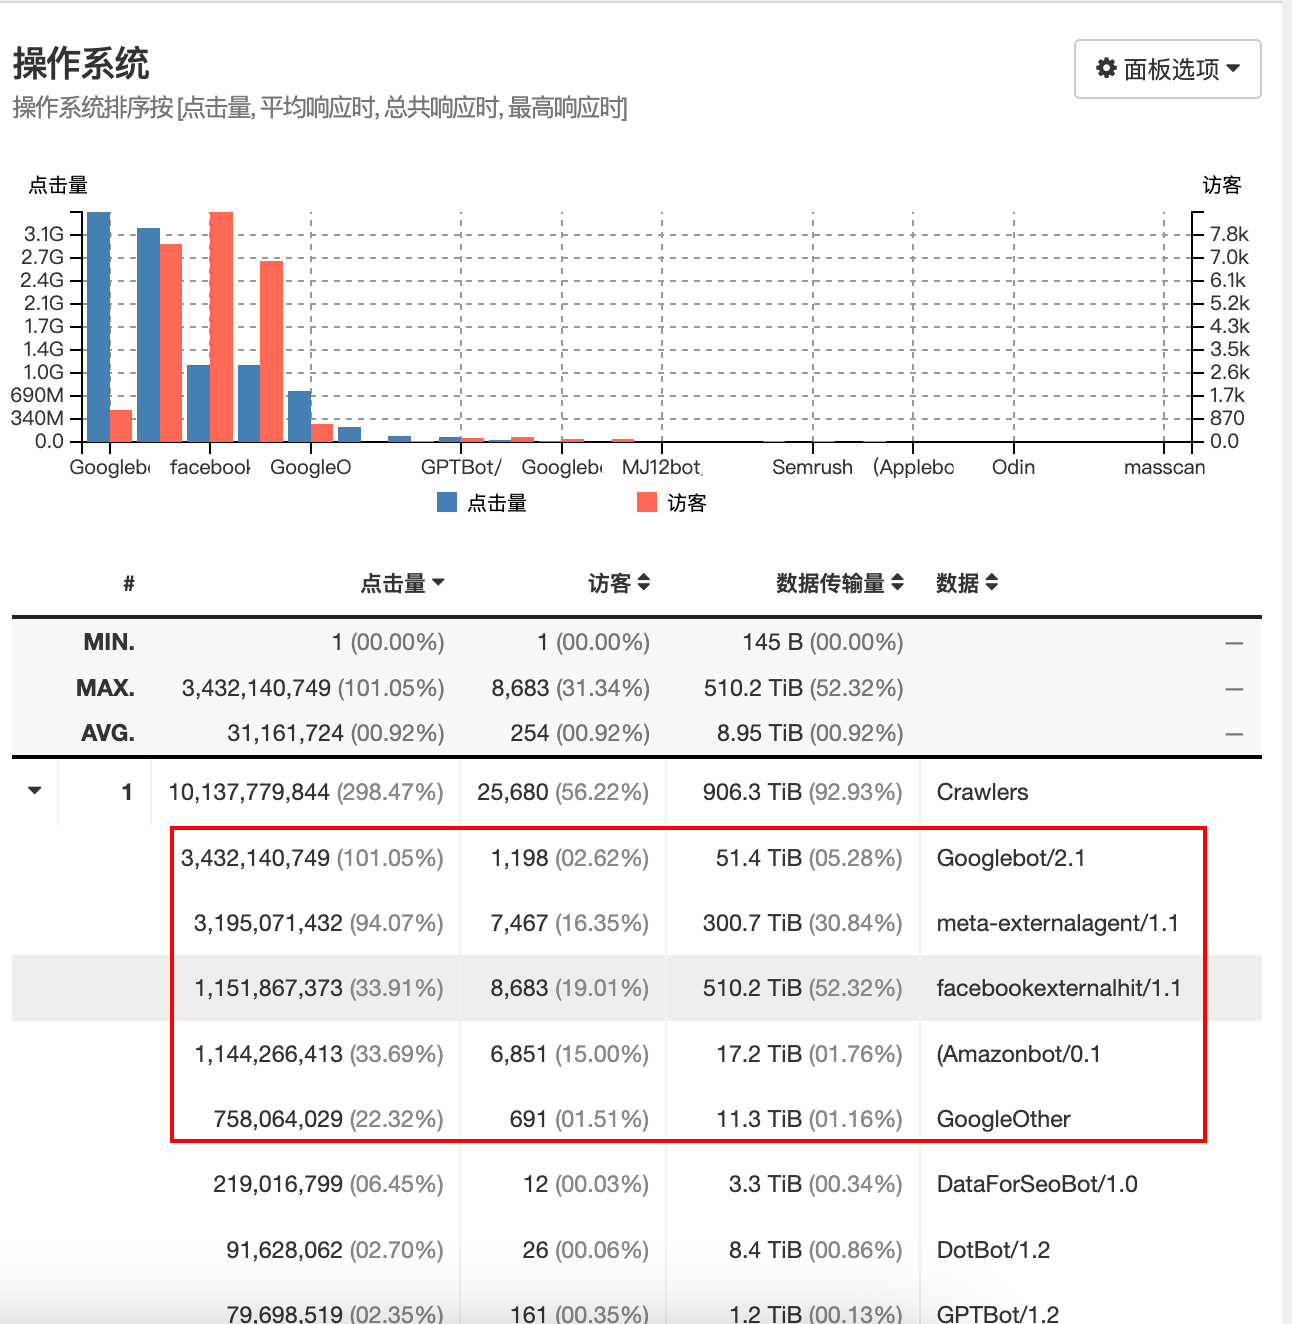 操作系统
面板选项
操作系统排序按 [点击量, 平均响应时, 总共响应时, 最高响应时]
点击量 访客
3.1G 7.8k
2.7G 7.0k
2.4G 6.1k
2.1G 5.2k
1.7G 4.3k
1.4G 3.5k
1.0G 2.6k
690M 1.7k
340M 870
0.0 0.0
Googleb facebook GoogleO GPTBot/ Googleb MJ12bot, Semrush (Applebo Odin masscan
点击量 访客
# 点击量 访客 数据传输量 数据
MIN. 1 (00.00%) 1 (00.00%) 145 B (00.00%) —
MAX. 3,432,140,749 (101.05%) 8,683 (31.34%) 510.2 TiB (52.32%) —
AVG. 31,161,724 (00.92%) 254 (00.92%) 8.95 TiB (00.92%) —
1 10,137,779,844 (298.47%) 25,680 (56.22%) 906.3 TiB (92.93%) Crawlers
3,432,140,749 (101.05%) 1,198 (02.62%) 51.4 TiB (05.28%) Googlebot/2.1
3,195,071,432 (94.07%) 7,467 (16.35%) 300.7 TiB (30.84%) meta-externalagent/1.1
1,151,867,373 (33.91%) 8,683 (19.01%) 510.2 TiB (52.32%) facebookexternalhit/1.1
1,144,266,413 (33.69%) 6,851 (15.00%) 17.2 TiB (01.76%) (Amazonbot/0.1
758,064,029 (22.32%) 691 (01.51%) 11.3 TiB (01.16%) GoogleOther
219,016,799 (06.45%) 12 (00.03%) 3.3 TiB (00.34%) DataForSeoBot/1.0
91,628,062 (02.70%) 26 (00.06%) 8.4 TiB (00.86%) DotBot/1.2
79,698,519 (02.35%) 161 (00.35%) 1.2 TiB (00.13%) GPTBot/1.2